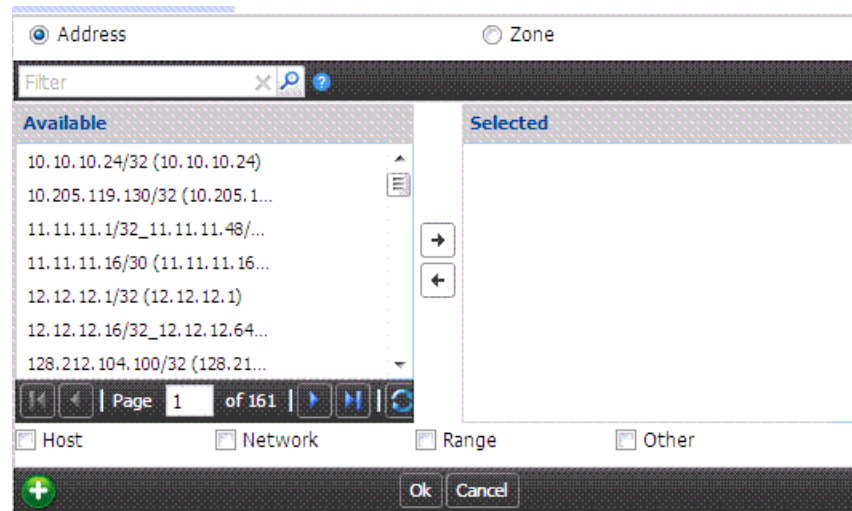 Address Zone
Filter
Available Selected
10.10.10.24/32 (10.10.10.24)
10.205.119.130/32 (10.205.1...
11.11.11.1/32_11.11.11.48/...
11.11.11.16/30 (11.11.11.16...
12.12.12.1/32 (12.12.12.1)
12.12.12.16/32_12.12.12.64...
128.212.104.100/32 (128.21...
Page 1 of 161
Host Network Range Other
Ok Cancel